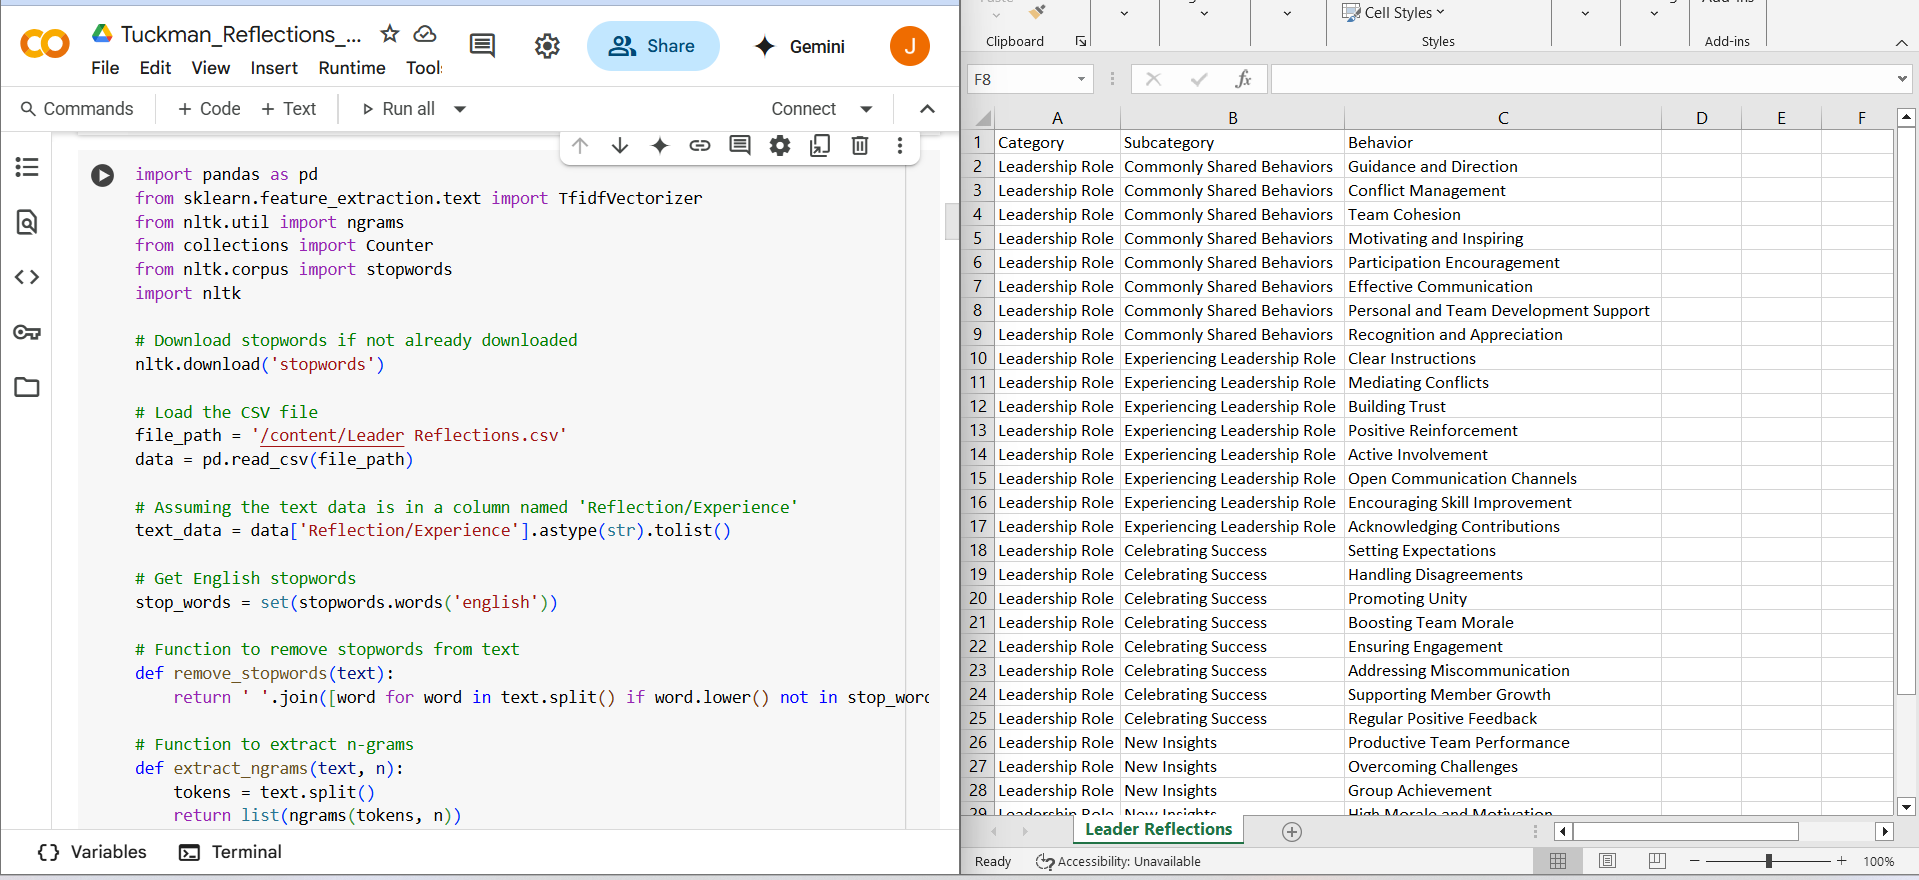 Tuckman_Reflections_...
File Edit View Insert Runtime
Share
Gemini
J
Commands + Code + Text Run all Connect
import pandas as pd
from sklearn.feature_extraction.text import TfidfVectorizer
from nltk.util import ngrams
from collections import Counter
from nltk.corpus import stopwords
import nltk
# Download stopwords if not already downloaded
nltk.download('stopwords')
# Load the CSV file
file_path = '/content/Leader Reflections.csv'
data = pd.read_csv(file_path)
# Assuming the text data is in a column named 'Reflection/Experience'
text_data = data['Reflection/Experience'].astype(str).tolist()
# Get English stopwords
stop_words = set(stopwords.words('english'))
# Function to remove stopwords from text
def remove_stopwords(text):
return ' '.join([word for word in text.split() if word.lower() not in stop_word
# Function to extract n-grams
def extract_ngrams(text, n):
tokens = text.split()
return list(ngrams(tokens, n))
{} Variables Terminal
Cell Styles
Clipboard Styles Add-ins
F8 fx
A B C D E F
1 Category Subcategory Behavior
2 Leadership Role Commonly Shared Behaviors Guidance and Direction
3 Leadership Role Commonly Shared Behaviors Conflict Management
4 Leadership Role Commonly Shared Behaviors Team Cohesion
5 Leadership Role Commonly Shared Behaviors Motivating and Inspiring
6 Leadership Role Commonly Shared Behaviors Participation Encouragement
7 Leadership Role Commonly Shared Behaviors Effective Communication
8 Leadership Role Commonly Shared Behaviors Personal and Team Development Support
9 Leadership Role Commonly Shared Behaviors Recognition and Appreciation
10 Leadership Role Experiencing Leadership Role Clear Instructions
11 Leadership Role Experiencing Leadership Role Mediating Conflicts
12 Leadership Role Experiencing Leadership Role Building Trust
13 Leadership Role Experiencing Leadership Role Positive Reinforcement
14 Leadership Role Experiencing Leadership Role Active Involvement
15 Leadership Role Experiencing Leadership Role Open Communication Channels
16 Leadership Role Experiencing Leadership Role Encouraging Skill Improvement
17 Leadership Role Experiencing Leadership Role Acknowledging Contributions
18 Leadership Role Celebrating Success Setting Expectations
19 Leadership Role Celebrating Success Handling Disagreements
20 Leadership Role Celebrating Success Promoting Unity
21 Leadership Role Celebrating Success Boosting Team Morale
22 Leadership Role Celebrating Success Ensuring Engagement
23 Leadership Role Celebrating Success Addressing Miscommunication
24 Leadership Role Celebrating Success Supporting Member Growth
25 Leadership Role Celebrating Success Regular Positive Feedback
26 Leadership Role New Insights Productive Team Performance
27 Leadership Role New Insights Overcoming Challenges
28 Leadership Role New Insights Group Achievement
29 Leadership Role New Insights High Morale and Motivation
Leader Reflections
Ready Accessibility: Unavailable 100%